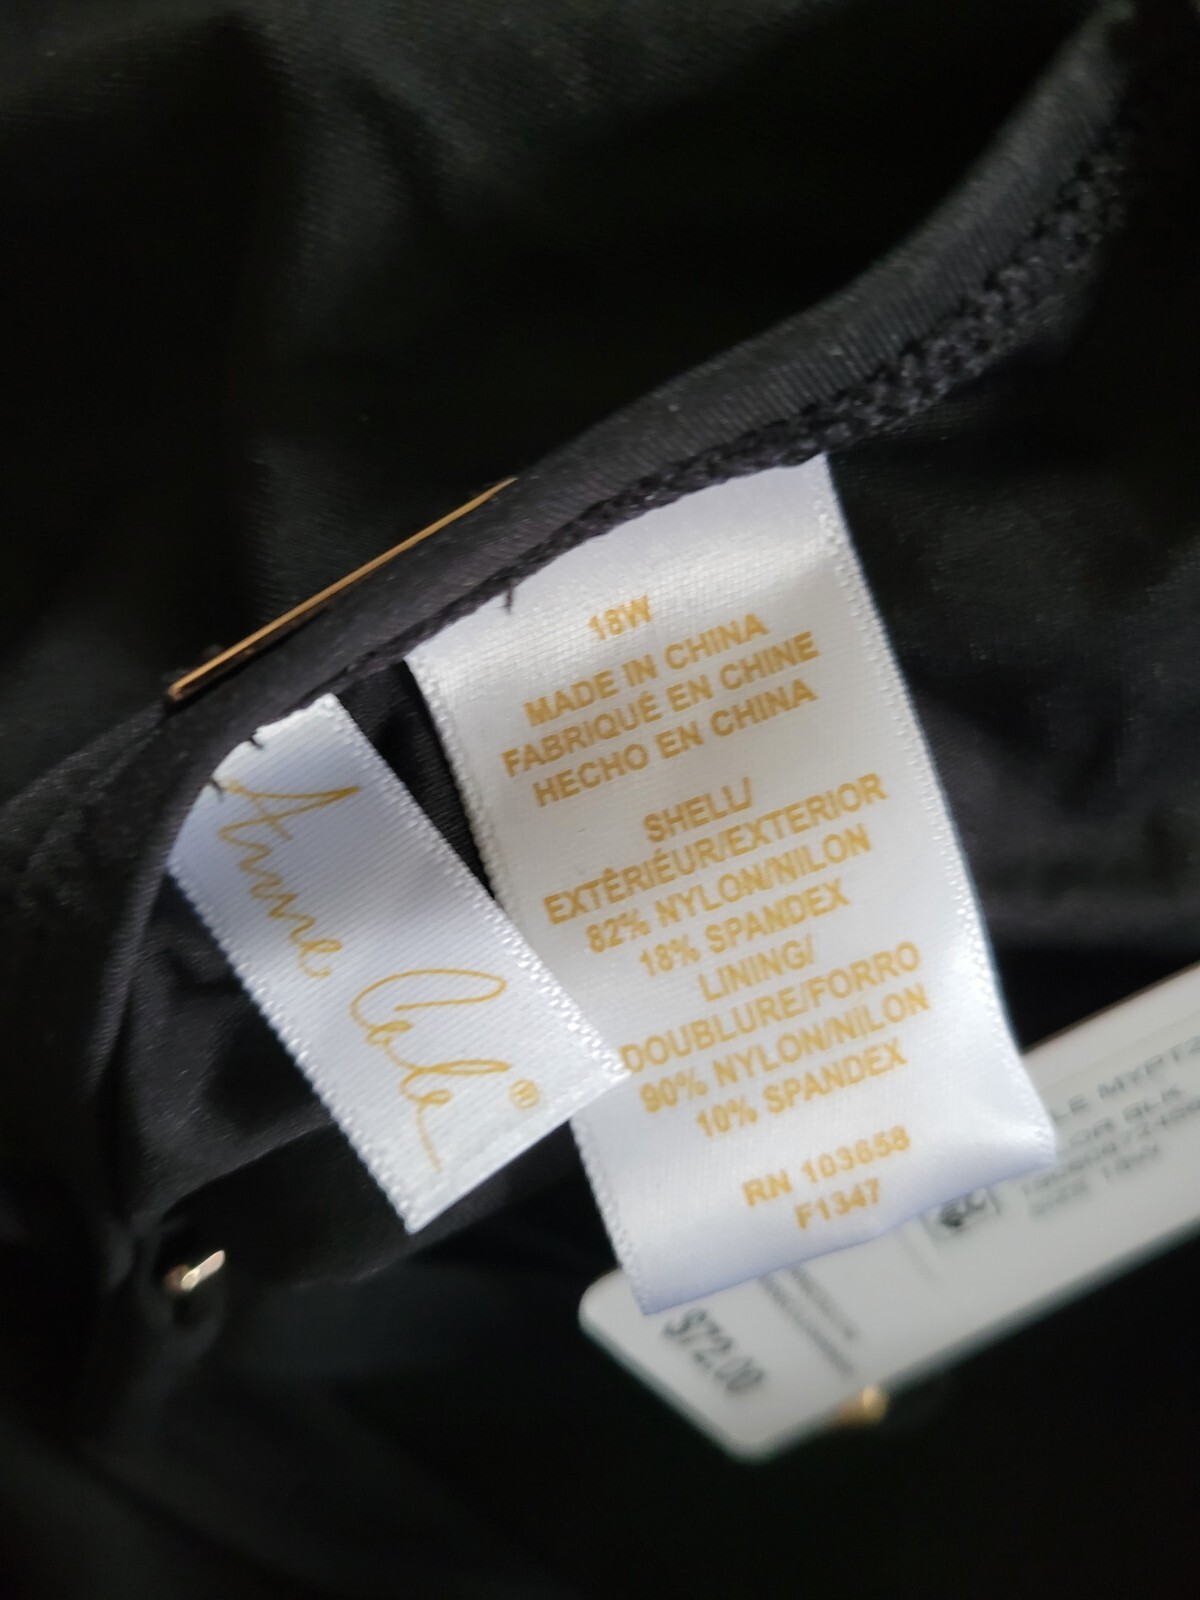 18W
MADE IN CHINA
FABRIQUÉ EN CHINE
HECHO EN CHINA
SHELL/
EXTÉRIÉUR/EXTERIOR
82% NYLON/NILON
18% SPANDEX
LINING/
DOUBLURE/FORRO
90% NYLON/NILON
10% SPANDEX
RN 103658
F1347
Anne Cole®
$72.00